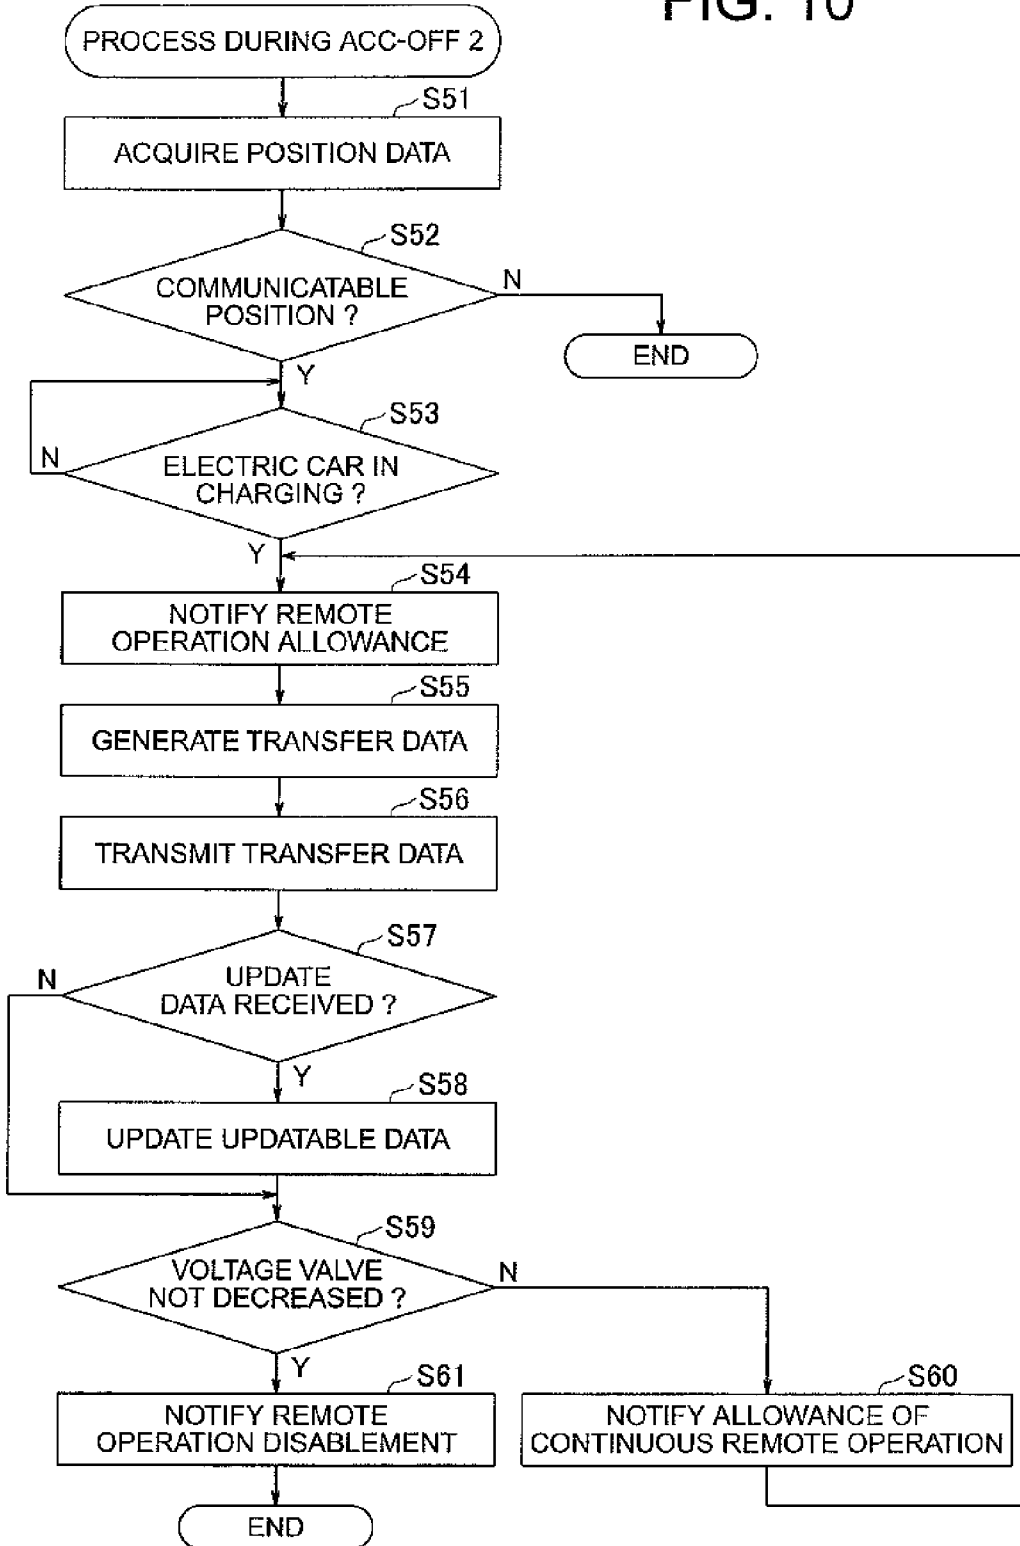 FIG. 10
PROCESS DURING ACC-OFF 2
S51
ACQUIRE POSITION DATA
S52
COMMUNICATABLE
POSITION ?
N
END
Y
S53
ELECTRIC CAR IN
CHARGING ?
N
Y
S54
NOTIFY REMOTE
OPERATION ALLOWANCE
S55
GENERATE TRANSFER DATA
S56
TRANSMIT TRANSFER DATA
S57
UPDATE
DATA RECEIVED ?
N
Y
S58
UPDATE UPDATABLE DATA
S59
VOLTAGE VALVE
NOT DECREASED ?
N
Y
S61
NOTIFY REMOTE
OPERATION DISABLEMENT
S60
NOTIFY ALLOWANCE OF
CONTINUOUS REMOTE OPERATION
END